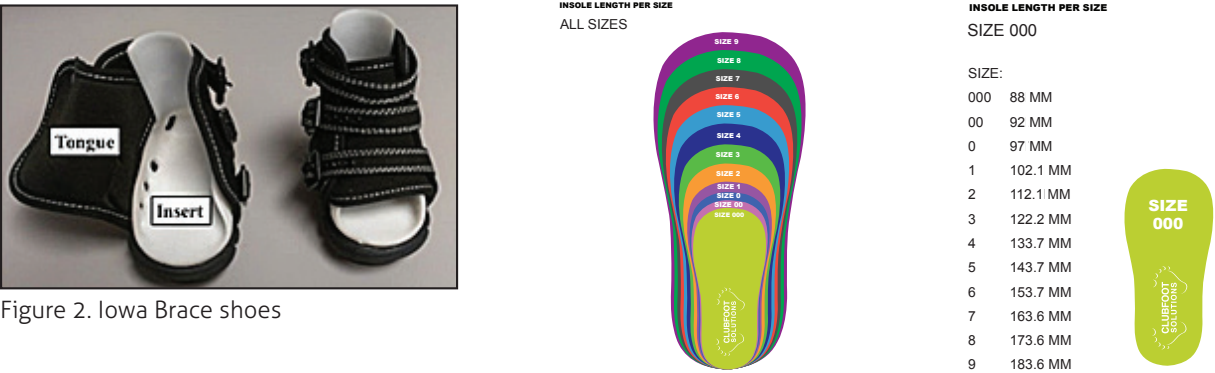 Tongue
Insert
Figure 2. Iowa Brace shoes
INSOLE LENGTH PER SIZE
ALL SIZES
SIZE 9
SIZE 8
SIZE 7
SIZE 6
SIZE 5
SIZE 4
SIZE 3
SIZE 2
SIZE 1
SIZE 0
SIZE 00
SIZE 000
CLUBFOOT
SOLUTIONS
INSOLE LENGTH PER SIZE
SIZE 000
SIZE:
000 88 MM
00 92 MM
0 97 MM
1 102.1 MM
2 112.1 MM
3 122.2 MM
4 133.7 MM
5 143.7 MM
6 153.7 MM
7 163.6 MM
8 173.6 MM
9 183.6 MM
SIZE
000
CLUBFOOT
SOLUTIONS